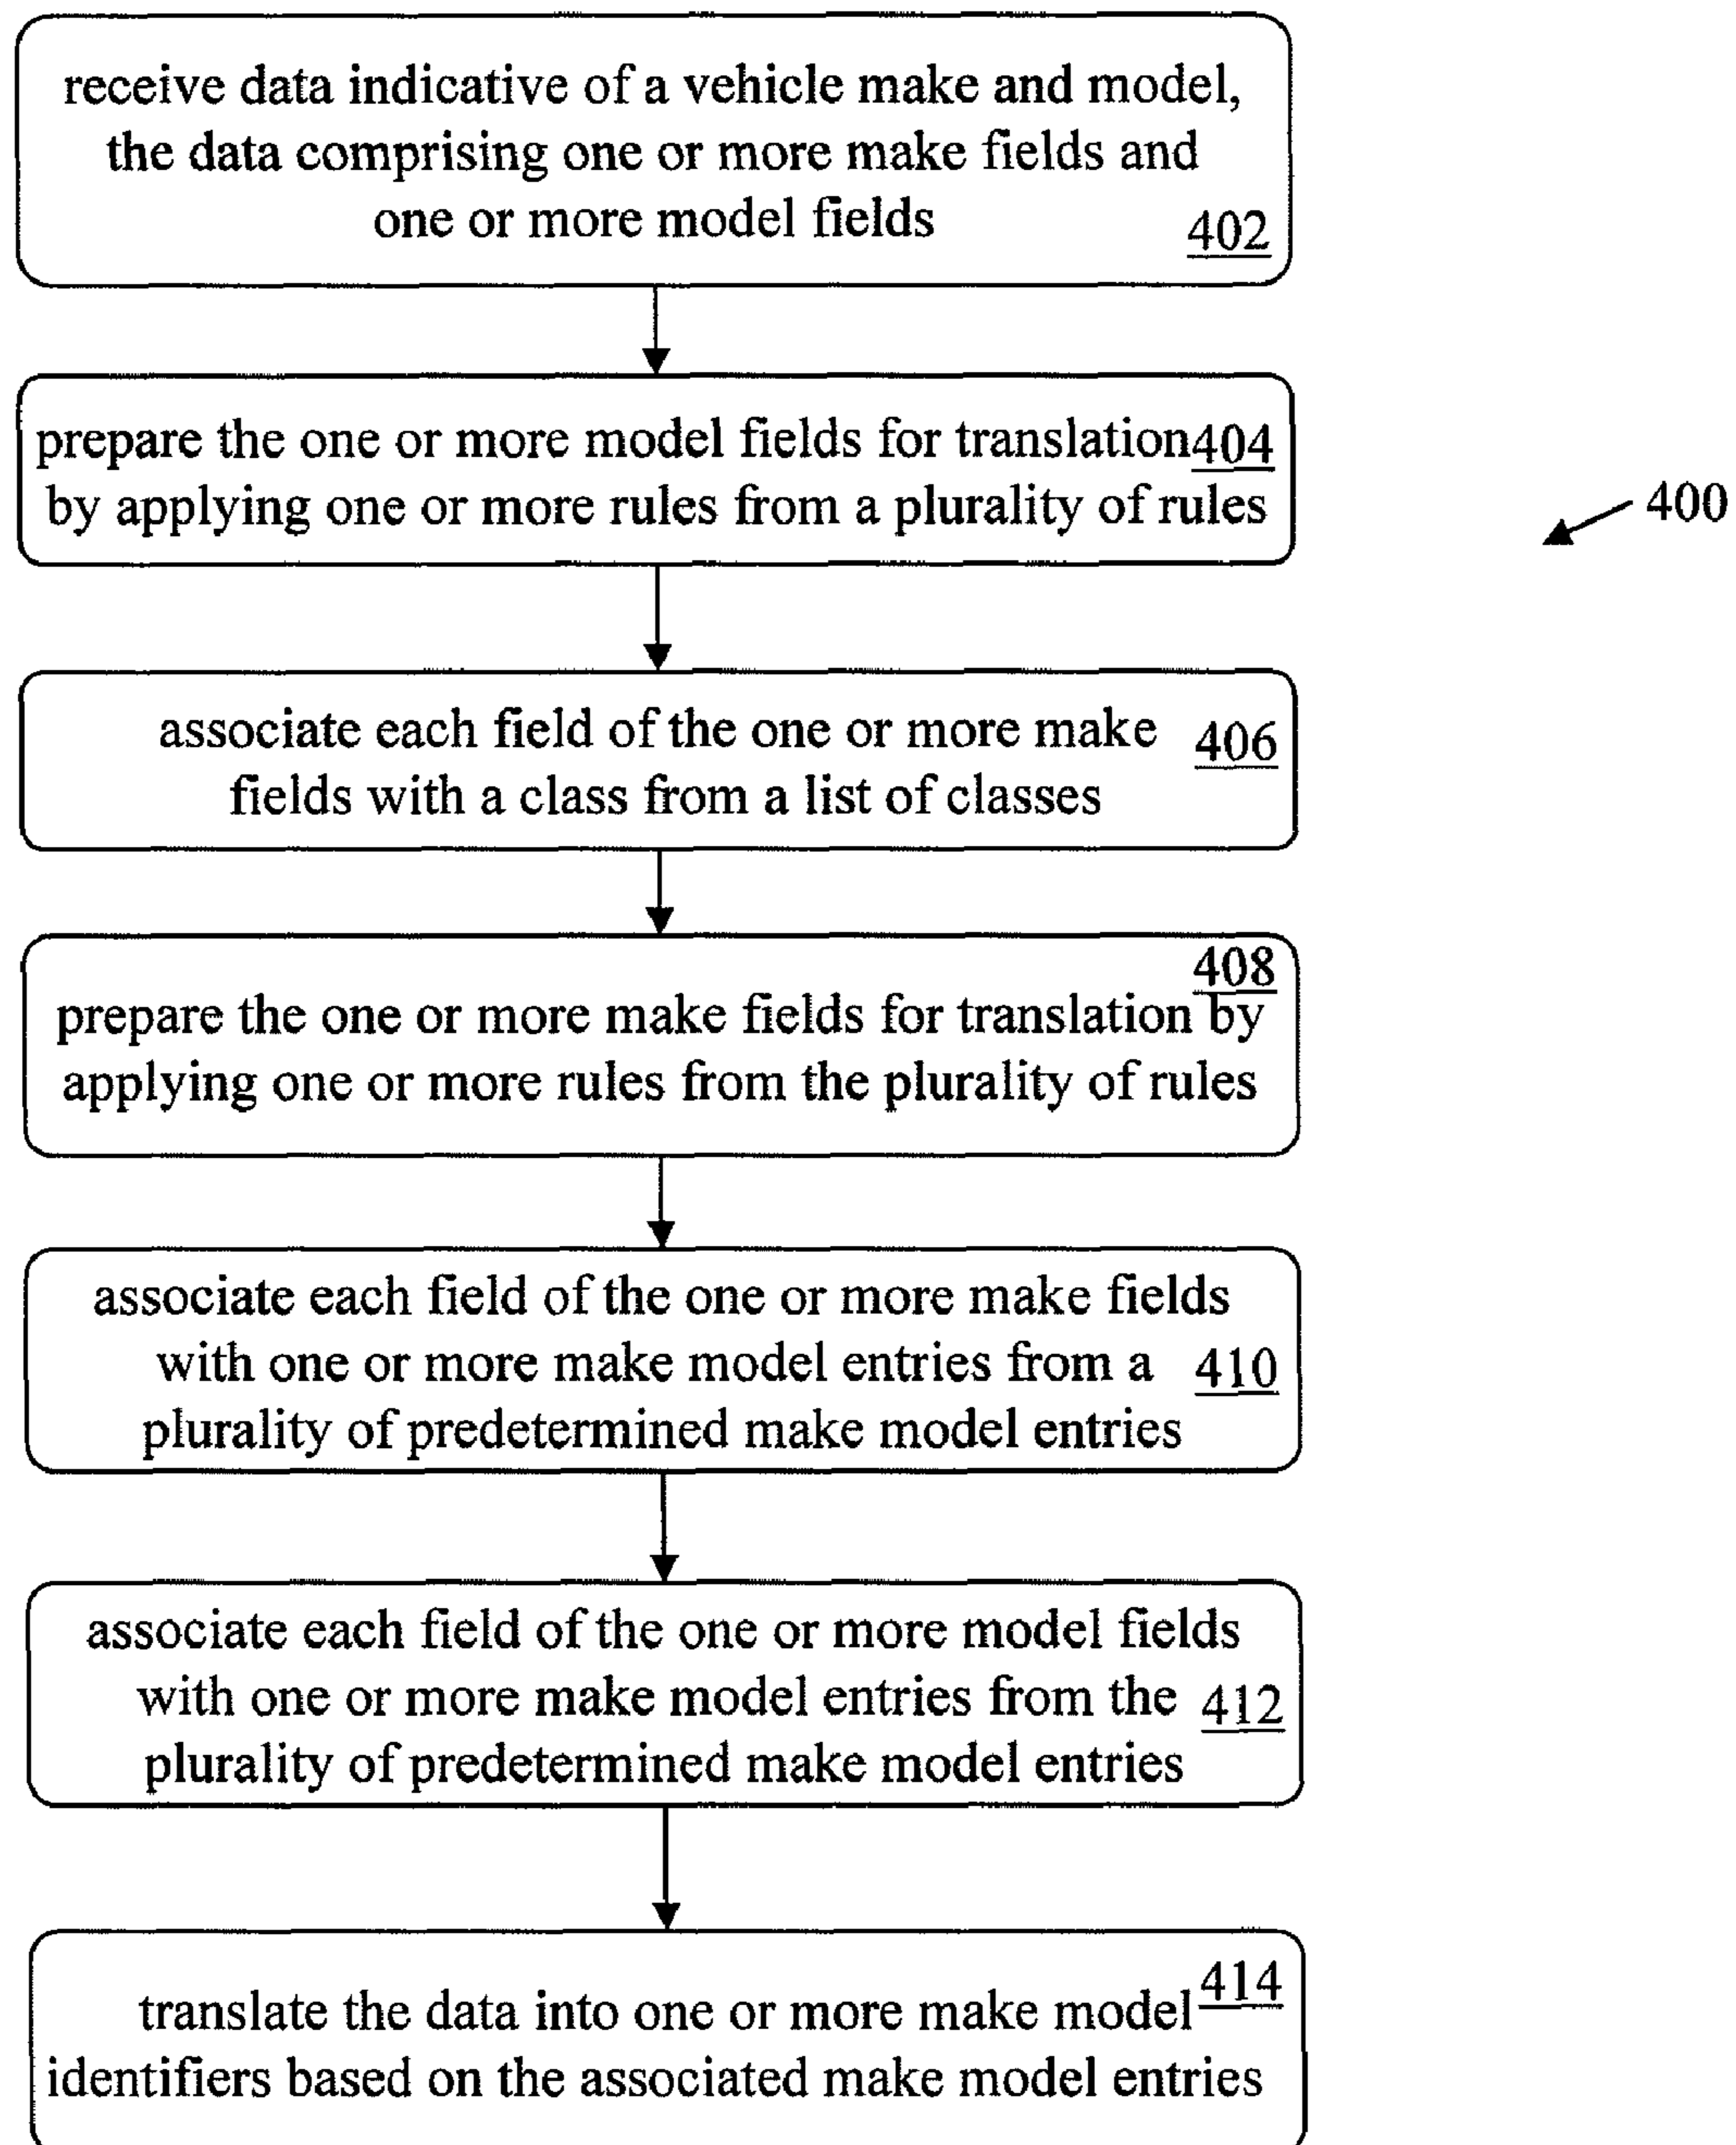 receive data indicative of a vehicle make and model,
the data comprising one or more make fields and
one or more model fields
402
prepare the one or more model fields for translation 404
by applying one or more rules from a plurality of rules
400
associate each field of the one or more make 406
fields with a class from a list of classes
408
prepare the one or more make fields for translation by
applying one or more rules from the plurality of rules
associate each field of the one or more make fields
with one or more make model entries from a 410
plurality of predetermined make model entries
associate each field of the one or more model fields
with one or more make model entries from the 412
plurality of predetermined make model entries
414
translate the data into one or more make model
identifiers based on the associated make model entries